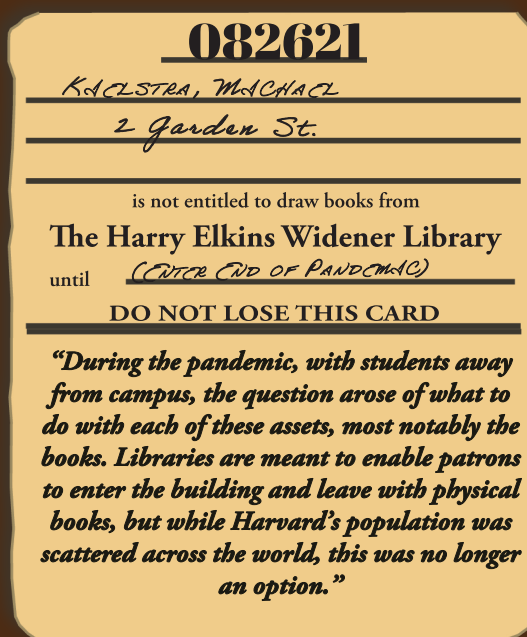 082621
KAELSTRA, MICHAEL
2 Garden St.
is not entitled to draw books from
The Harry Elkins Widener Library
until (ENTER END OF PANDEMIC)
DO NOT LOSE THIS CARD
“During the pandemic, with students away
from campus, the question arose of what to
do with each of these assets, most notably the
books. Libraries are meant to enable patrons
to enter the building and leave with physical
books, but while Harvard’s population was
scattered across the world, this was no longer
an option.”